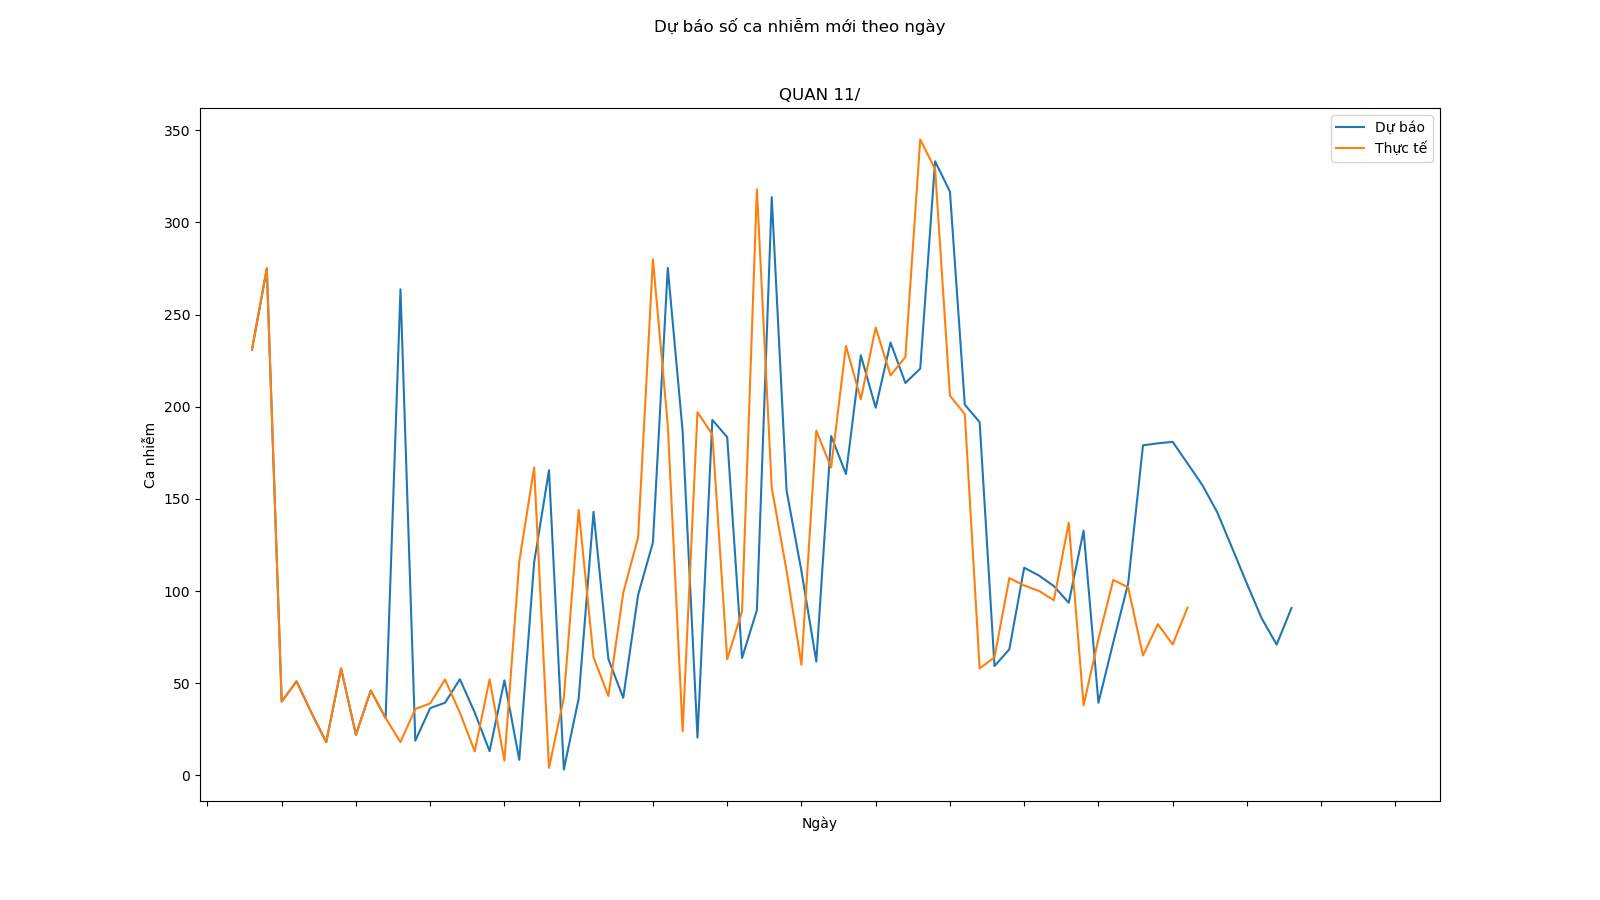 Dự báo số ca nhiễm mới theo ngày
QUAN 11/
Dự báo
Thực tế
350
300
250
200
150
100
50
0
Ca nhiễm
Ngày